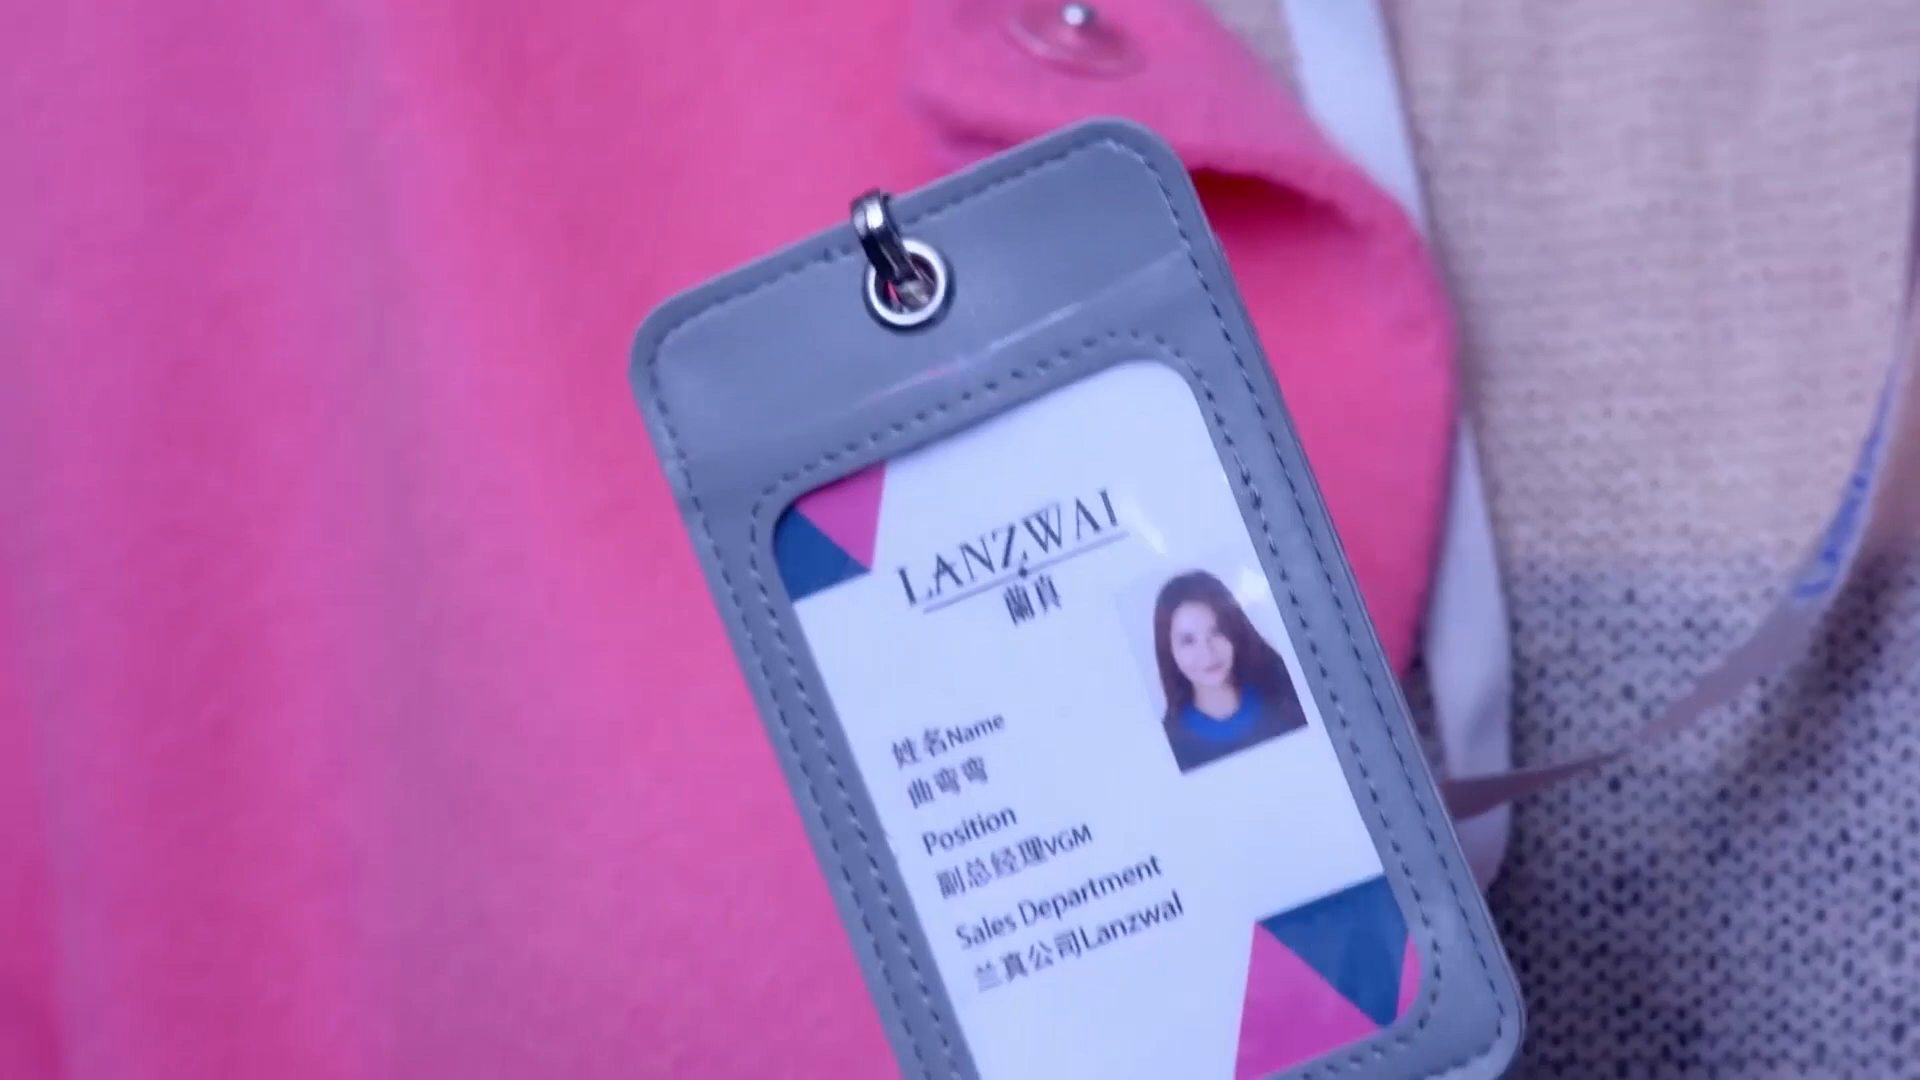 LANZWAI
蘭真
姓名Name
曲弯弯
Position
副总经理VGM
Sales Department
兰真公司Lanzwal